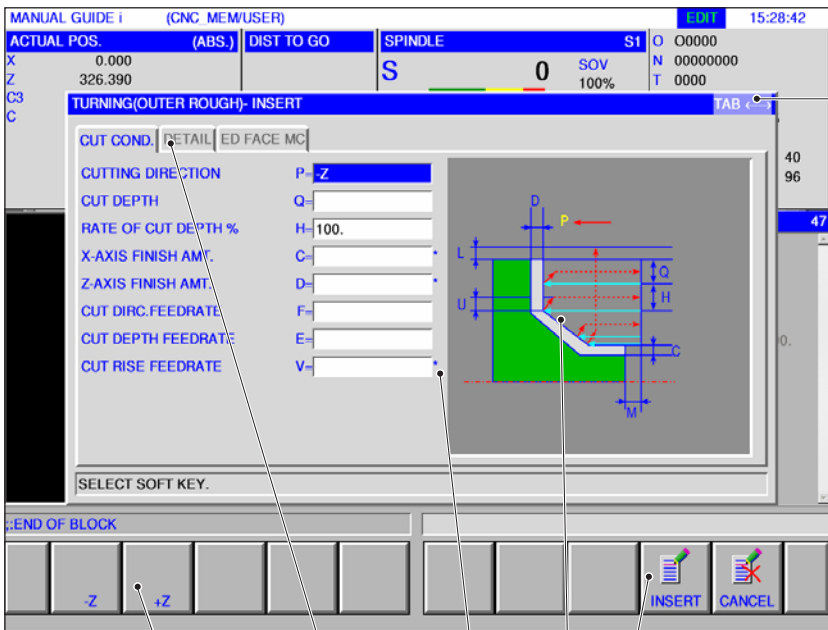 MANUAL GUIDE i (CNC_MEM/USER) EDIT 15:28:42
ACTUAL POS. (ABS.) DIST TO GO SPINDLE S1 O O0000
X 0.000 S 0 SOV N 00000000
Z 326.390 100% T 0000
C3
C
TURNING(OUTER ROUGH)- INSERT TAB
CUT COND. DETAIL ED FACE MC
CUTTING DIRECTION P= -Z
CUT DEPTH Q=
RATE OF CUT DEPTH % H= 100.
X-AXIS FINISH AMT. C= *
Z-AXIS FINISH AMT. D= *
CUT DIRC.FEEDRATE F=
CUT DEPTH FEEDRATE E=
CUT RISE FEEDRATE V= *
D
P
L
Q
U
H
C
M
40
96
47
0.
SELECT SOFT KEY.
;:END OF BLOCK
-Z +Z INSERT CANCEL